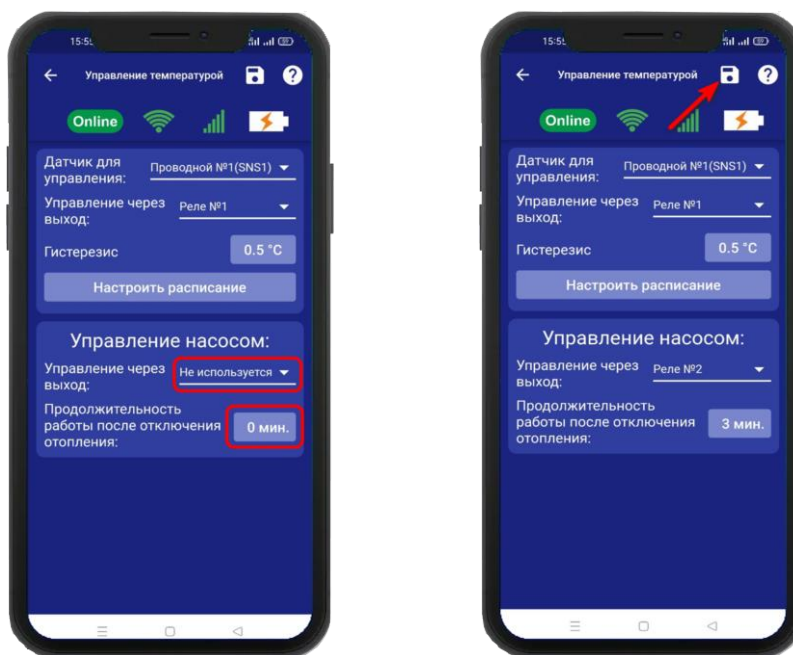 15:5
Управление температурой
Online
Датчик для
управления:
Проводной №1(SNS1)
Управление через
выход:
Реле №1
Гистерезис
0.5 °C
Настроить расписание
Управление насосом:
Управление через
выход:
Не используется
Продолжительность
работы после отключения
отопления:
0 мин.
15:5
Управление температурой
Online
Датчик для
управления:
Проводной №1(SNS1)
Управление через
выход:
Реле №1
Гистерезис
0.5 °C
Настроить расписание
Управление насосом:
Управление через
выход:
Реле №2
Продолжительность
работы после отключения
отопления:
3 мин.